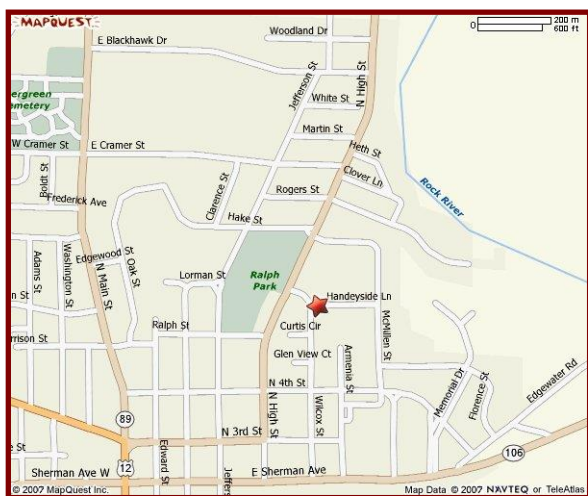 MAPQUEST
Woodland Dr
200 m
0
600 ft
E Blackhawk Dr
Jefferson St
N High St
White St
Martin St
W Cramer St
E Cramer St
Heth St
Clover Ln
Rock River
Boldt St
Frederick Ave
Clarence St
Rogers St
Hake St
Adams St
Washington St
Edgewood St
N Main St
S Oak St
Lorman St
Ralph
Park
Handeyside Ln
McMillen St
Ralph St
Curtis Cir
Glen View Ct
Armenia St
N 4th St
Wilcox St
Memorial Dr
Florence St
Edgewater Rd
89
N High St
N 3rd St
Edward St
106
12
Sherman Ave W
E Sherman Ave
© 2007 MapQuest Inc.
Map Data © 2007 NAVTEQ or TeleAtlas